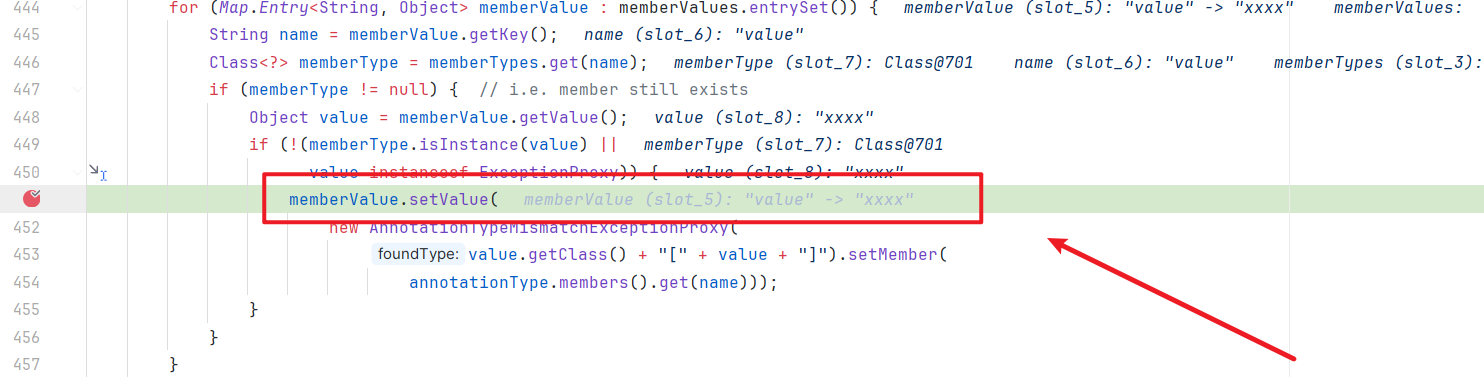 444 for (Map.Entry<String, Object> memberValue : memberValues.entrySet()) { memberValue (slot_5): "value" -> "xxxx" memberValues:
445 String name = memberValue.getKey(); name (slot_6): "value"
446 Class<?> memberType = memberTypes.get(name); memberType (slot_7): Class@701 name (slot_6): "value" memberTypes (slot_3):
447 if (memberType != null) { // i.e. member still exists
448 Object value = memberValue.getValue(); value (slot_8): "xxxx"
449 if (!(memberType.isInstance(value) || memberType (slot_7): Class@701
450 value instanceof ExceptionProxy)) { value (slot_8): "xxxx"
memberValue.setValue( memberValue (slot_5): "value" -> "xxxx"
452 new AnnotationTypeMismatchExceptionProxy(
453 foundType: value.getClass() + "[" + value + "]").setMember(
454 annotationType.members().get(name)));
455 }
456 }
457 }